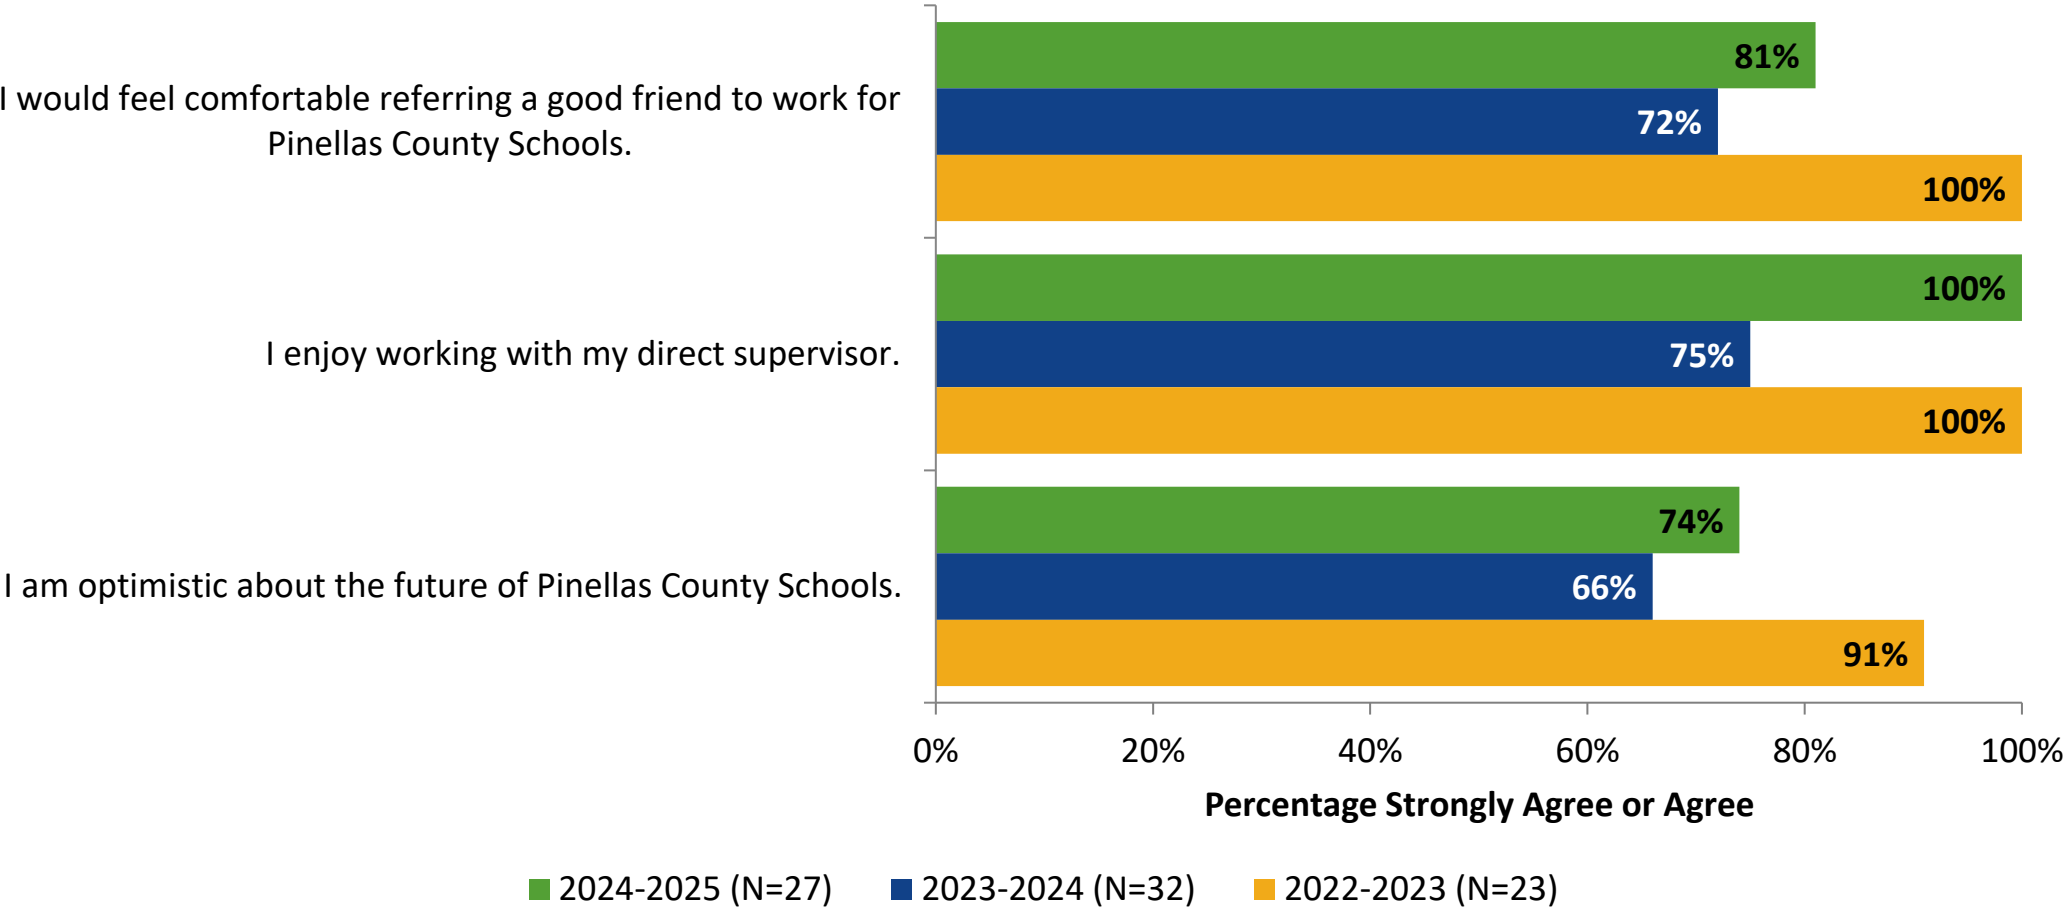 I would feel comfortable referring a good friend to work for
Pinellas County Schools.
81%
72%
100%
I enjoy working with my direct supervisor.
100%
75%
100%
I am optimistic about the future of Pinellas County Schools.
74%
66%
91%
0% 20% 40% 60% 80% 100%
Percentage Strongly Agree or Agree
2024-2025 (N=27) 2023-2024 (N=32) 2022-2023 (N=23)